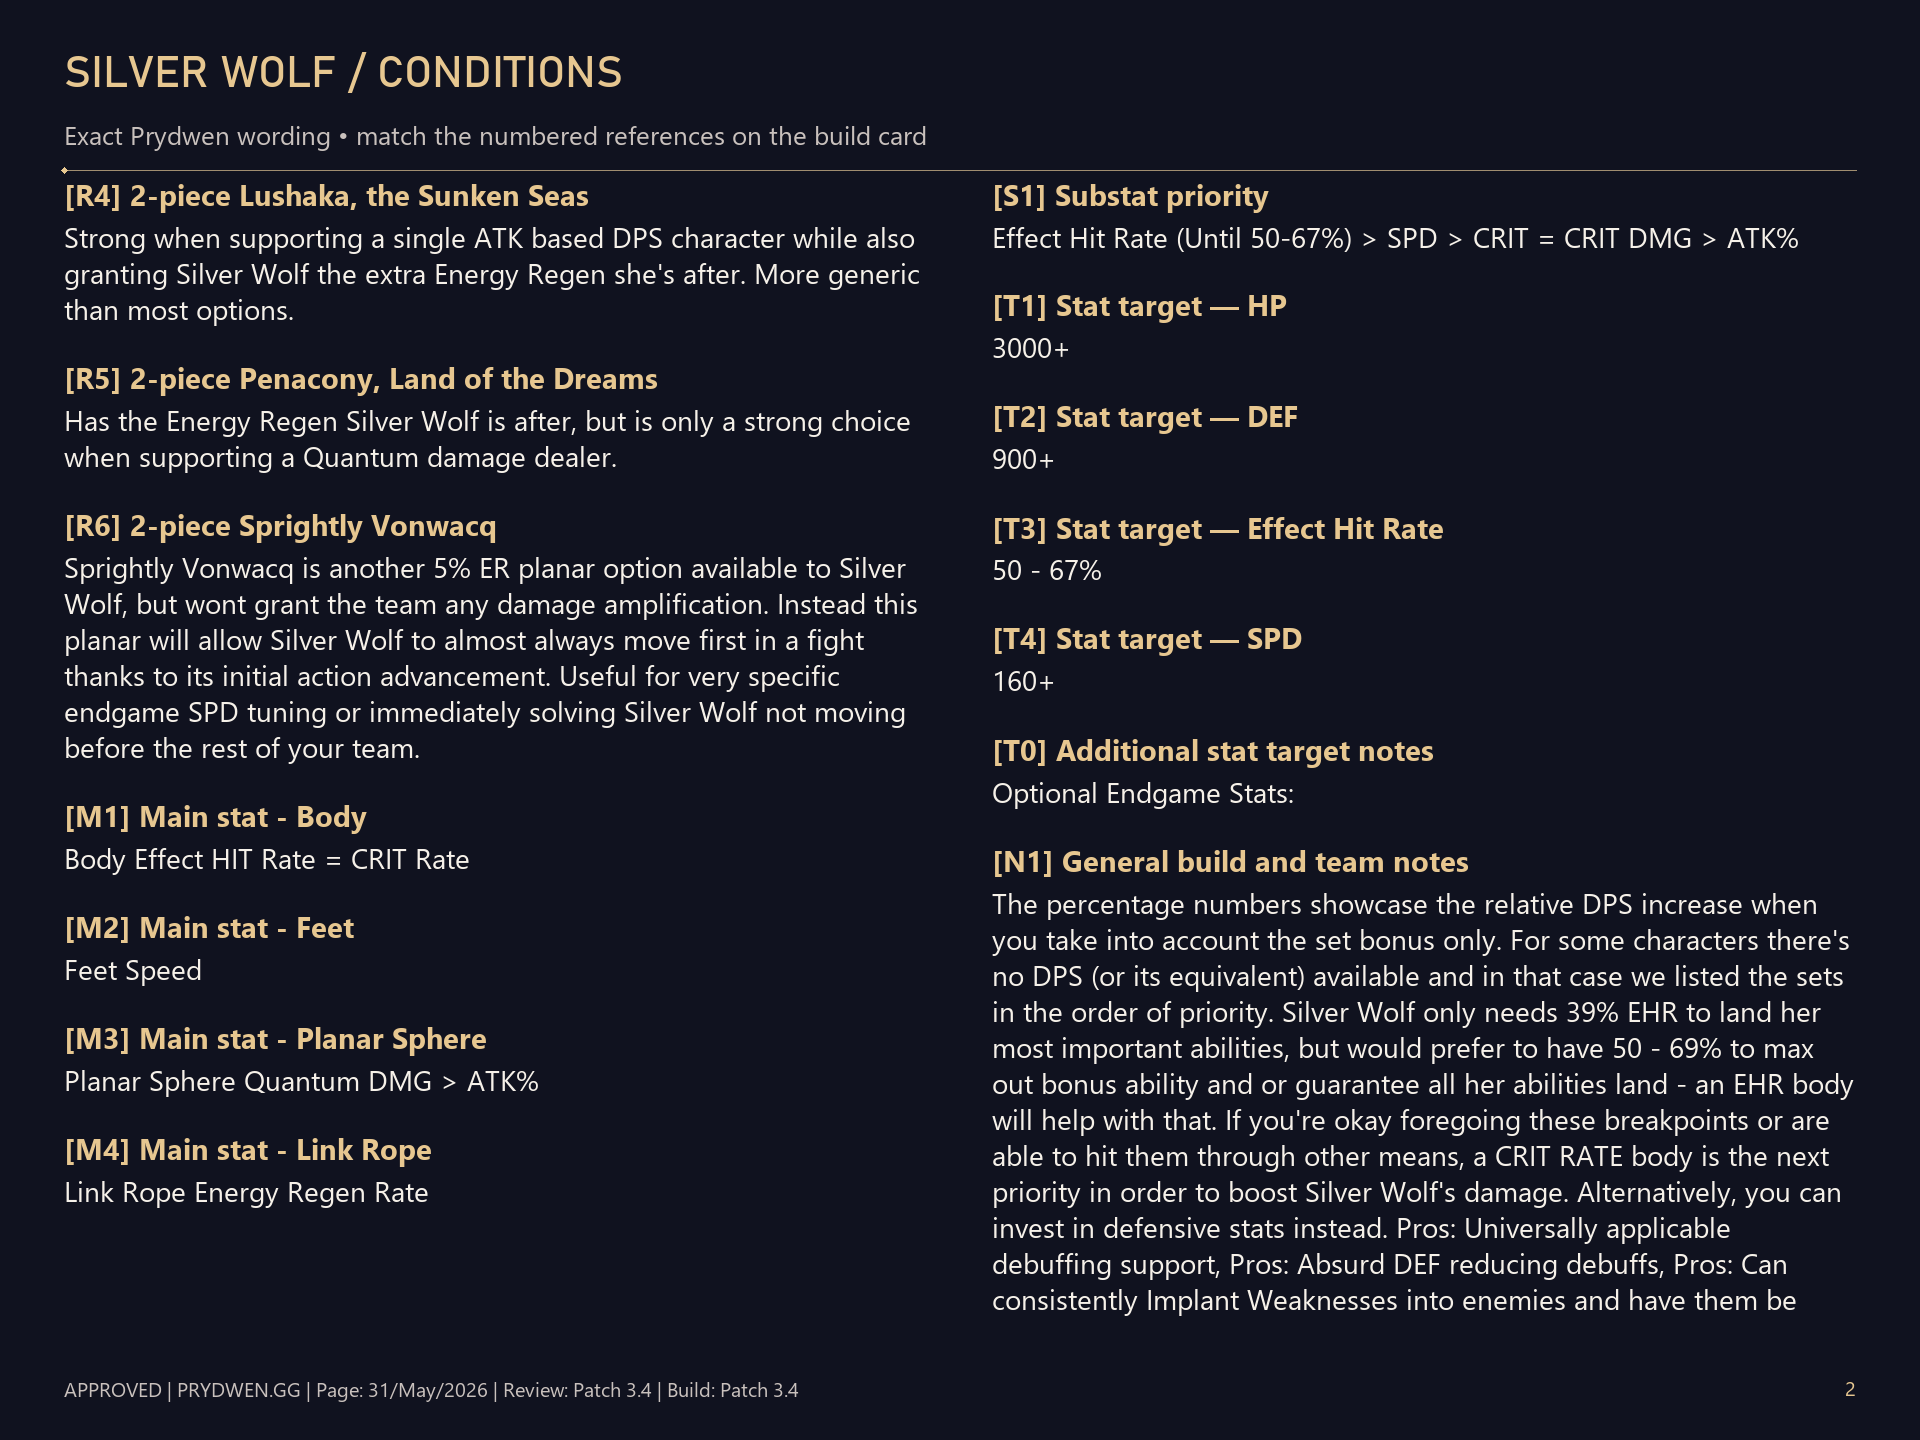 SILVER WOLF / CONDITIONS
Exact Prydwen wording • match the numbered references on the build card
[R4] 2-piece Lushaka, the Sunken Seas
Strong when supporting a single ATK based DPS character while also
granting Silver Wolf the extra Energy Regen she's after. More generic
than most options.
[R5] 2-piece Penacony, Land of the Dreams
Has the Energy Regen Silver Wolf is after, but is only a strong choice
when supporting a Quantum damage dealer.
[R6] 2-piece Sprightly Vonwacq
Sprightly Vonwacq is another 5% ER planar option available to Silver
Wolf, but wont grant the team any damage amplification. Instead this
planar will allow Silver Wolf to almost always move first in a fight
thanks to its initial action advancement. Useful for very specific
endgame SPD tuning or immediately solving Silver Wolf not moving
before the rest of your team.
[M1] Main stat - Body
Body Effect HIT Rate = CRIT Rate
[M2] Main stat - Feet
Feet Speed
[M3] Main stat - Planar Sphere
Planar Sphere Quantum DMG > ATK%
[M4] Main stat - Link Rope
Link Rope Energy Regen Rate
[S1] Substat priority
Effect Hit Rate (Until 50-67%) > SPD > CRIT = CRIT DMG > ATK%
[T1] Stat target — HP
3000+
[T2] Stat target — DEF
900+
[T3] Stat target — Effect Hit Rate
50 - 67%
[T4] Stat target — SPD
160+
[T0] Additional stat target notes
Optional Endgame Stats:
[N1] General build and team notes
The percentage numbers showcase the relative DPS increase when
you take into account the set bonus only. For some characters there's
no DPS (or its equivalent) available and in that case we listed the sets
in the order of priority. Silver Wolf only needs 39% EHR to land her
most important abilities, but would prefer to have 50 - 69% to max
out bonus ability and or guarantee all her abilities land - an EHR body
will help with that. If you're okay foregoing these breakpoints or are
able to hit them through other means, a CRIT RATE body is the next
priority in order to boost Silver Wolf's damage. Alternatively, you can
invest in defensive stats instead. Pros: Universally applicable
debuffing support, Pros: Absurd DEF reducing debuffs, Pros: Can
consistently Implant Weaknesses into enemies and have them be
APPROVED | PRYDWEN.GG | Page: 31/May/2026 | Review: Patch 3.4 | Build: Patch 3.4
2